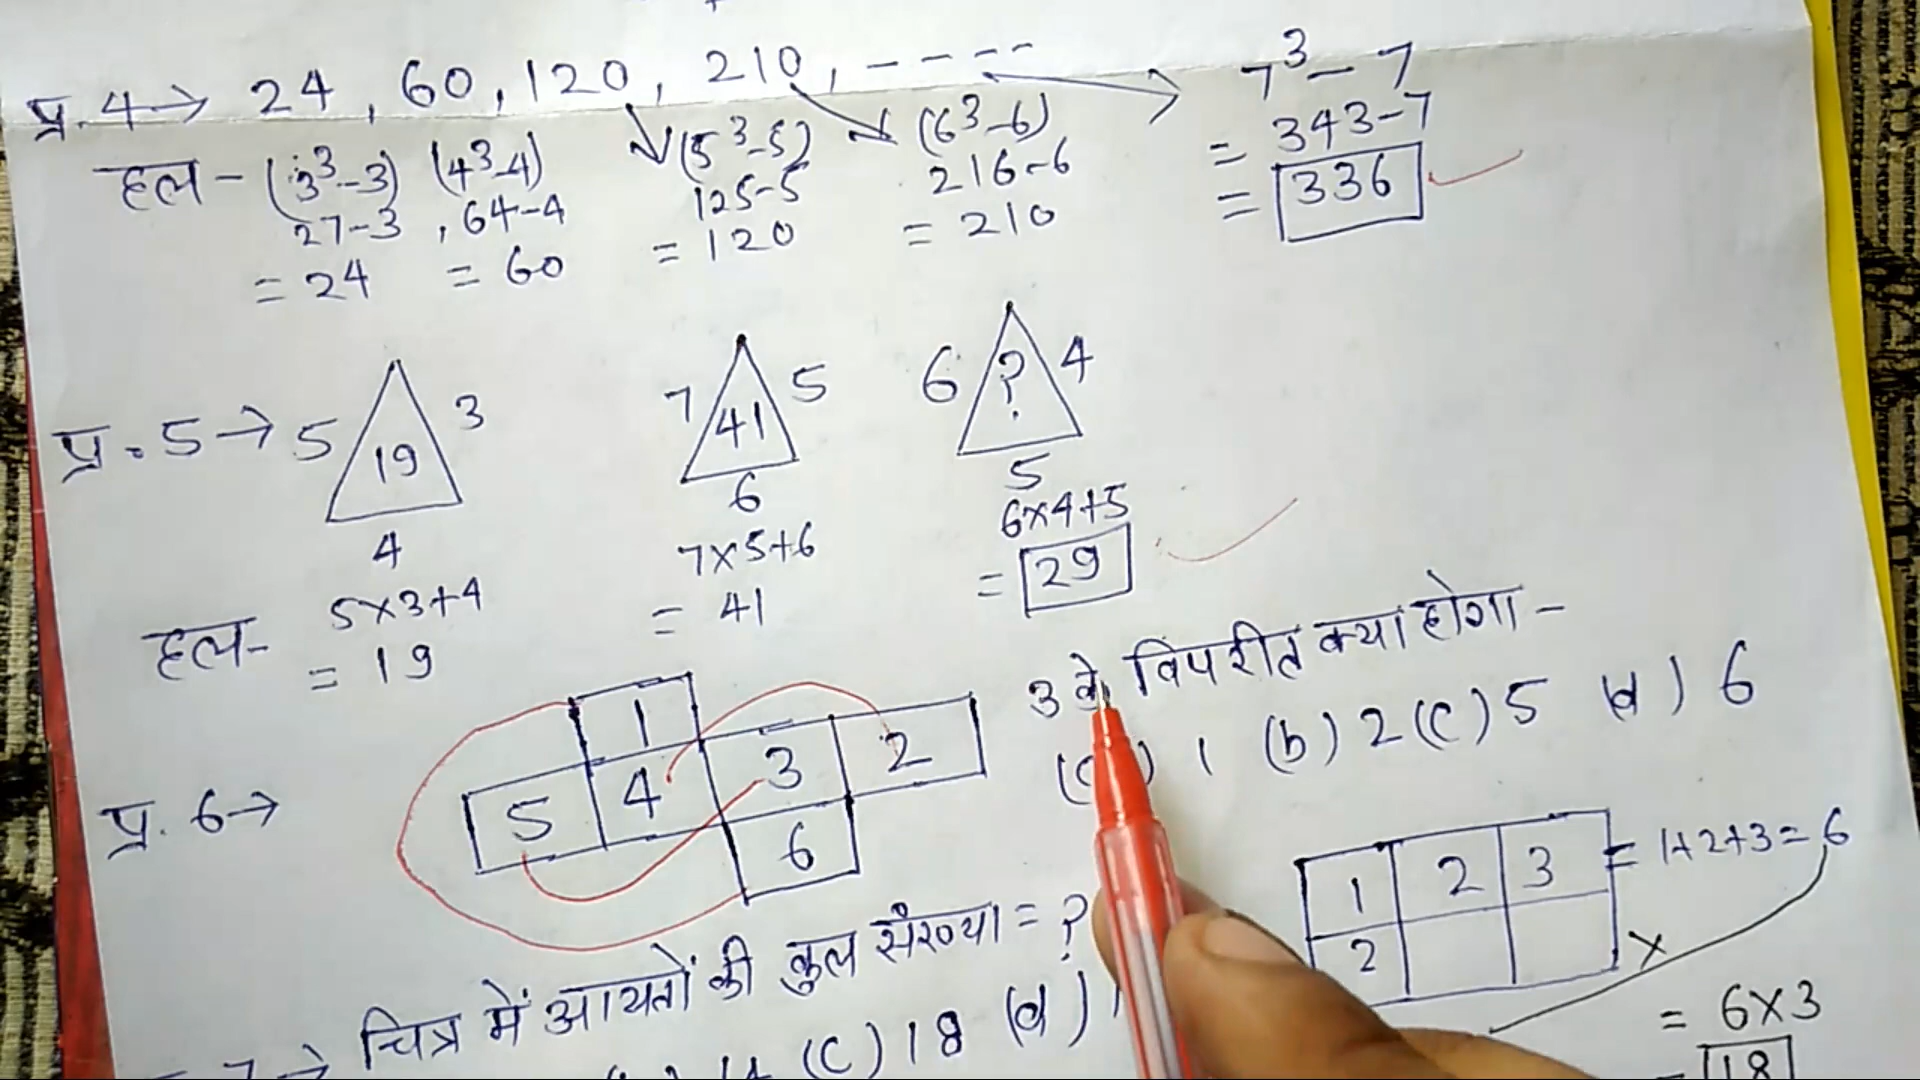 प्र. 4 → 24, 60, 120, 210, ----
7³ - 7
= 343-7
= 336
हल - (3³-3) (4³-4) (5³-5) (6³-6)
27-3, 64-4 125-5 216-6
= 24 = 60 = 120 = 210
प्र. 5 → 5 19 3 7 41 5 6 ? 4
4 6 5
हल- 5×3+4 7×5+6 6×4+5
= 19 = 41 = 29
3 के विपरीत क्या होगा -
1 (b) 2 (c) 5 (d) 6
प्र. 6 →
1
5 4 3 2
6
1 2 3 = 1+2+3= 6
2 ×
= 6×3
18
चित्र में आयतों की कुल संख्या = ?
(c) 18 (d)